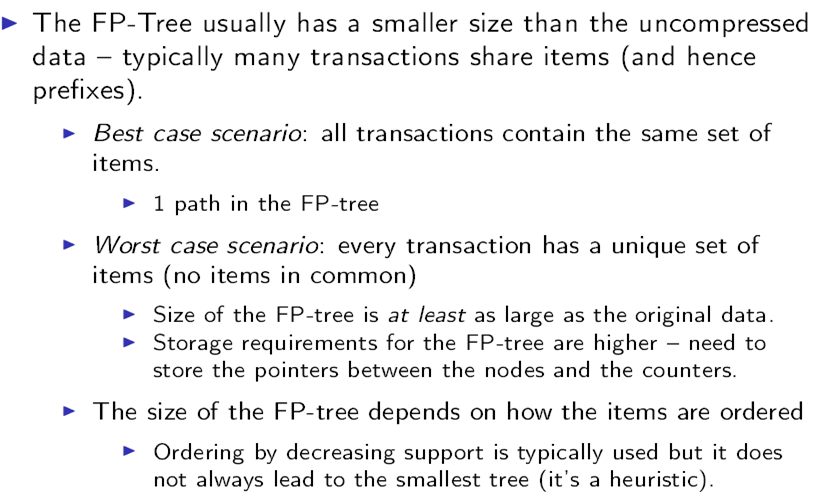 The FP-Tree usually has a smaller size than the uncompressed
data – typically many transactions share items (and hence
prefixes).
Best case scenario: all transactions contain the same set of
items.
1 path in the FP-tree
Worst case scenario: every transaction has a unique set of
items (no items in common)
Size of the FP-tree is at least as large as the original data.
Storage requirements for the FP-tree are higher – need to
store the pointers between the nodes and the counters.
The size of the FP-tree depends on how the items are ordered
Ordering by decreasing support is typically used but it does
not always lead to the smallest tree (it's a heuristic).